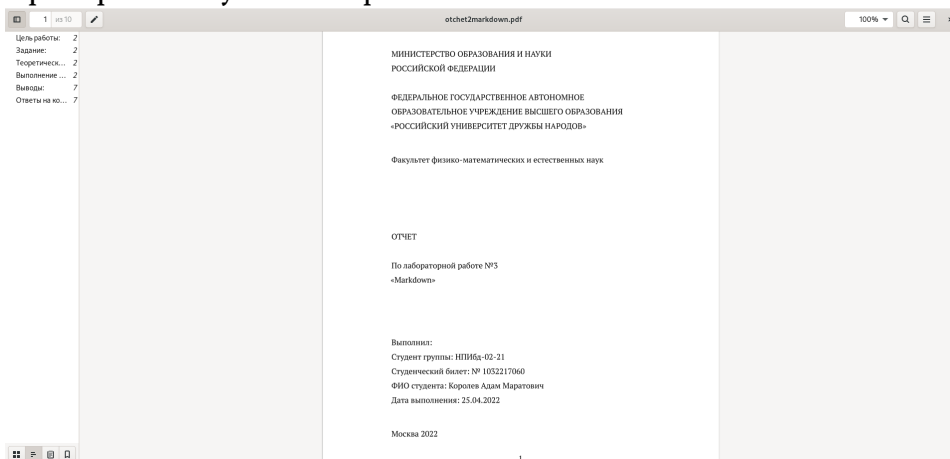 1 из 10
otchet2markdown.pdf
100%
Цель работы: 2
Задание: 2
Теоретическ... 2
Выполнение ... 2
Выводы: 7
Ответы на ко... 7
МИНИСТЕРСТВО ОБРАЗОВАНИЯ И НАУКИ
РОССИЙСКОЙ ФЕДЕРАЦИИ
ФЕДЕРАЛЬНОЕ ГОСУДАРСТВЕННОЕ АВТОНОМНОЕ
ОБРАЗОВАТЕЛЬНОЕ УЧРЕЖДЕНИЕ ВЫСШЕГО ОБРАЗОВАНИЯ
«РОССИЙСКИЙ УНИВЕРСИТЕТ ДРУЖБЫ НАРОДОВ»
Факультет физико-математических и естественных наук
ОТЧЕТ
По лабораторной работе №3
«Markdown»
Выполнил:
Студент группы: НПИбд-02-21
Студенческий билет: № 1032217060
ФИО студента: Королев Адам Маратович
Дата выполнения: 25.04.2022
Москва 2022
1